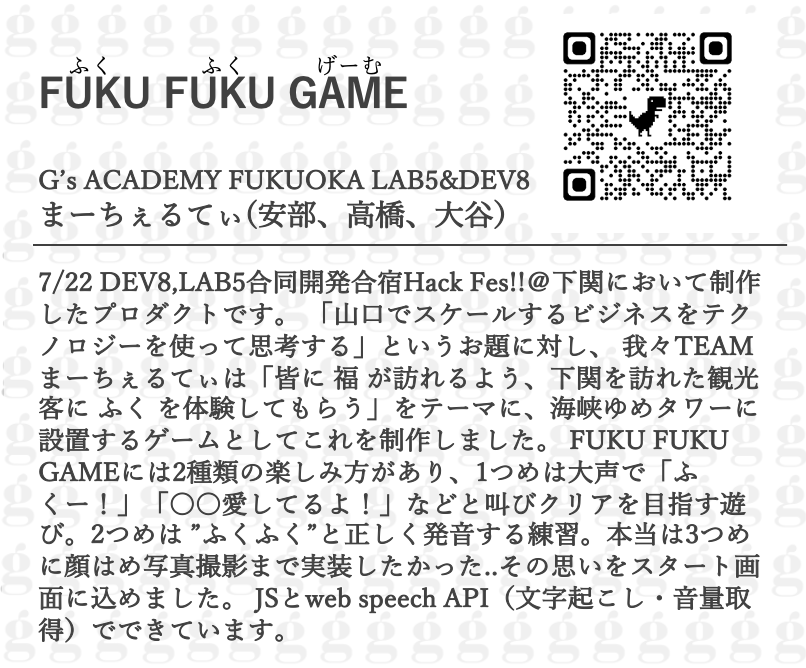 ふく ふく げーむ
FUKU FUKU GAME
G’s ACADEMY FUKUOKA LAB5&DEV8
まーちぇるてぃ(安部、高橋、大谷)
7/22 DEV8,LAB5合同開発合宿Hack Fes!!@下関において制作
したプロダクトです。 「山口でスケールするビジネスをテク
ノロジーを使って思考する」というお題に対し、 我々TEAM
まーちぇるてぃは「皆に 福 が訪れるよう、下関を訪れた観光
客に ふく を体験してもらう」をテーマに、海峡ゆめタワーに
設置するゲームとしてこれを制作しました。 FUKU FUKU
GAMEには2種類の楽しみ方があり、1つめは大声で「ふ
くー！」「〇〇愛してるよ！」などと叫びクリアを目指す遊
び。2つめは ”ふくふく”と正しく発音する練習。本当は3つめ
に顔はめ写真撮影まで実装したかった..その思いをスタート画
面に込めました。 JSとweb speech API（文字起こし・音量取
得）でできています。